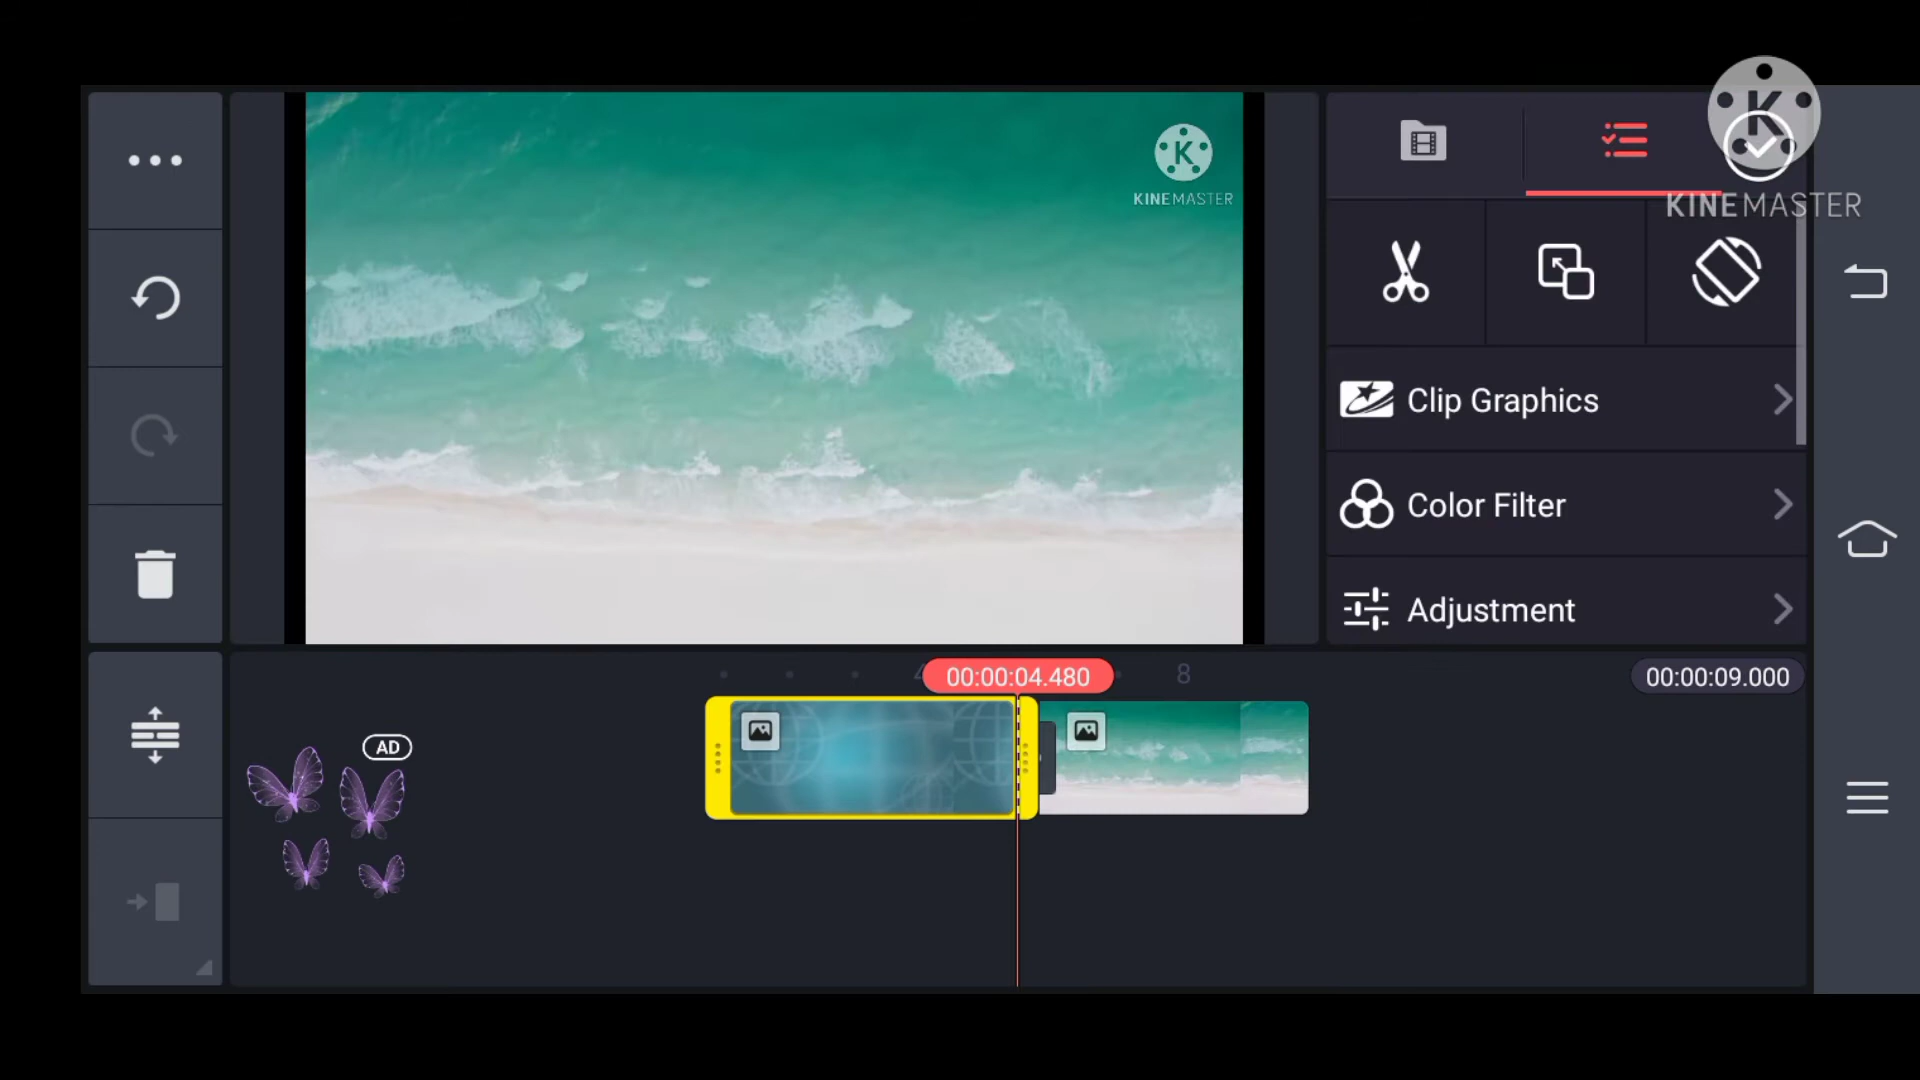 K
KINEMASTER
K
KINEMASTER
Clip Graphics
Color Filter
Adjustment
00:00:04.480
8
00:00:09.000
AD